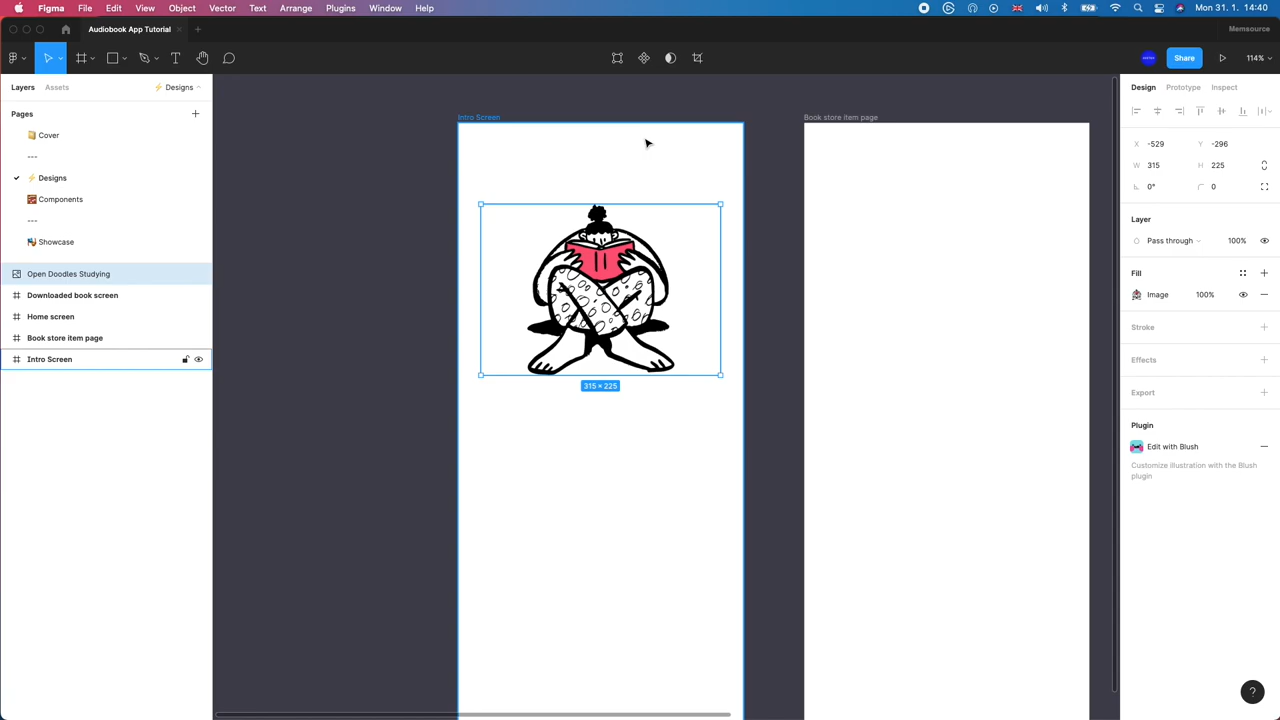 Figma File Edit View Object Vector Text Arrange Plugins Window Help
Mon 1. 11. 14:40
Audiobook App Tutorial
Memsource
Share
114%
Layers Assets
⚡ Designs
Pages
Cover
---
⚡ Designs
Components
---
Showcase
Open Doodles Studying
Downloaded book screen
Home screen
Book store item page
Intro Screen
Intro Screen
Book store item page
315 × 225
Design Prototype Inspect
X -529 Y -296
W 315 H 225
0° 0
Layer
Pass through 100%
Fill
Image 100%
Stroke
Effects
Export
Plugin
Edit with Blush
Customize illustration with the Blush
plugin
?